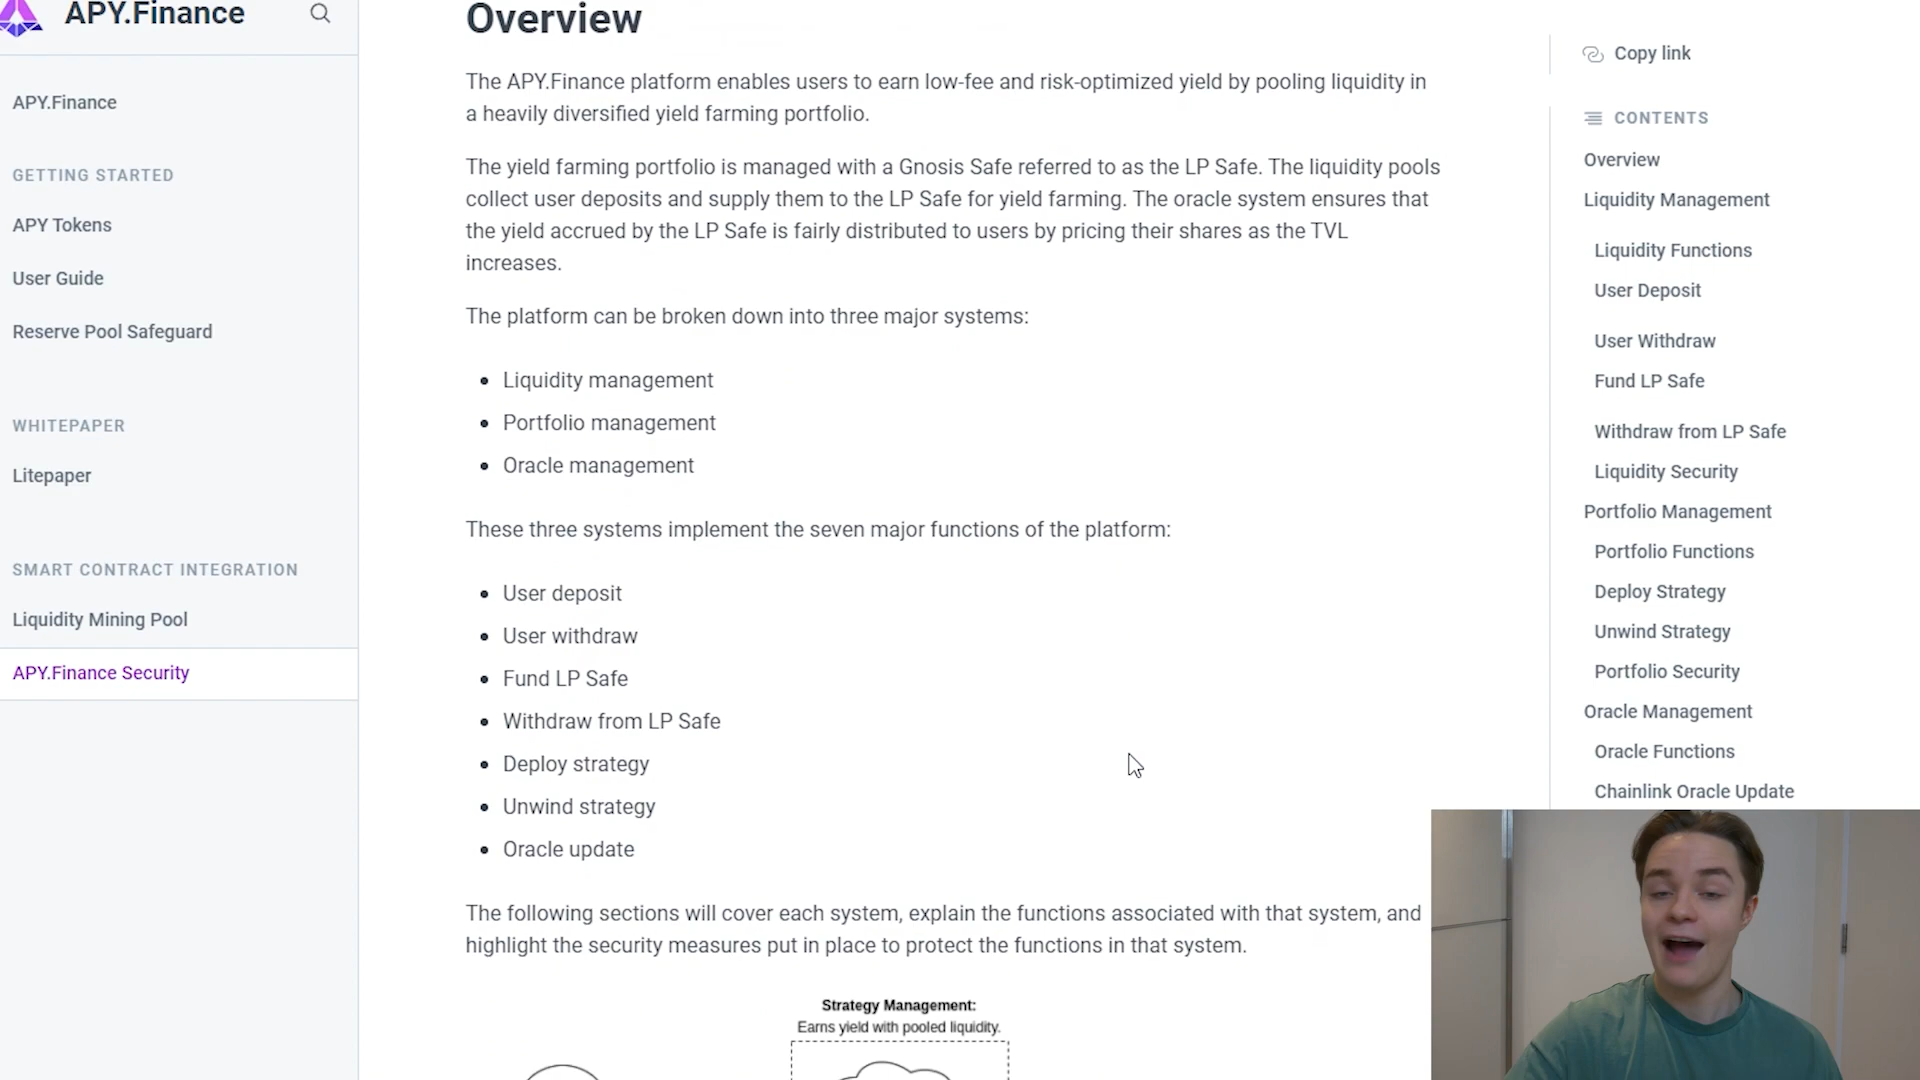 APY.Finance
APY.Finance
GETTING STARTED
APY Tokens
User Guide
Reserve Pool Safeguard
WHITEPAPER
Litepaper
SMART CONTRACT INTEGRATION
Liquidity Mining Pool
APY.Finance Security
Overview
The APY.Finance platform enables users to earn low-fee and risk-optimized yield by pooling liquidity in
a heavily diversified yield farming portfolio.
The yield farming portfolio is managed with a Gnosis Safe referred to as the LP Safe. The liquidity pools
collect user deposits and supply them to the LP Safe for yield farming. The oracle system ensures that
the yield accrued by the LP Safe is fairly distributed to users by pricing their shares as the TVL
increases.
The platform can be broken down into three major systems:
• Liquidity management
• Portfolio management
• Oracle management
These three systems implement the seven major functions of the platform:
• User deposit
• User withdraw
• Fund LP Safe
• Withdraw from LP Safe
• Deploy strategy
• Unwind strategy
• Oracle update
The following sections will cover each system, explain the functions associated with that system, and
highlight the security measures put in place to protect the functions in that system.
Strategy Management:
Earns yield with pooled liquidity.
Copy link
CONTENTS
Overview
Liquidity Management
Liquidity Functions
User Deposit
User Withdraw
Fund LP Safe
Withdraw from LP Safe
Liquidity Security
Portfolio Management
Portfolio Functions
Deploy Strategy
Unwind Strategy
Portfolio Security
Oracle Management
Oracle Functions
Chainlink Oracle Update